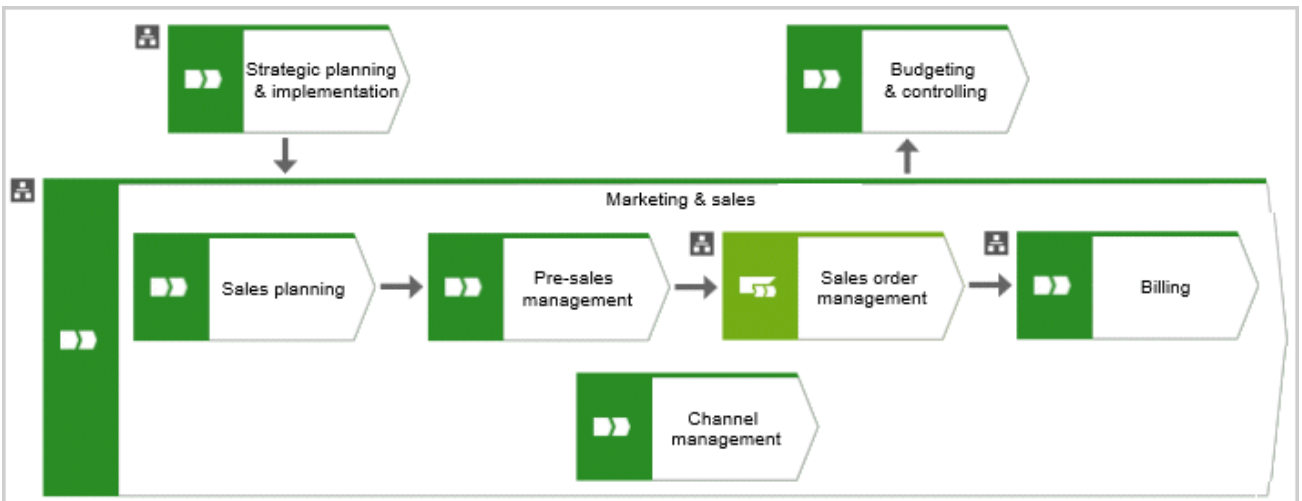 Strategic planning
& implementation
Budgeting
& controlling
Marketing & sales
Sales planning
Pre-sales
management
Sales order
management
Billing
Channel
management